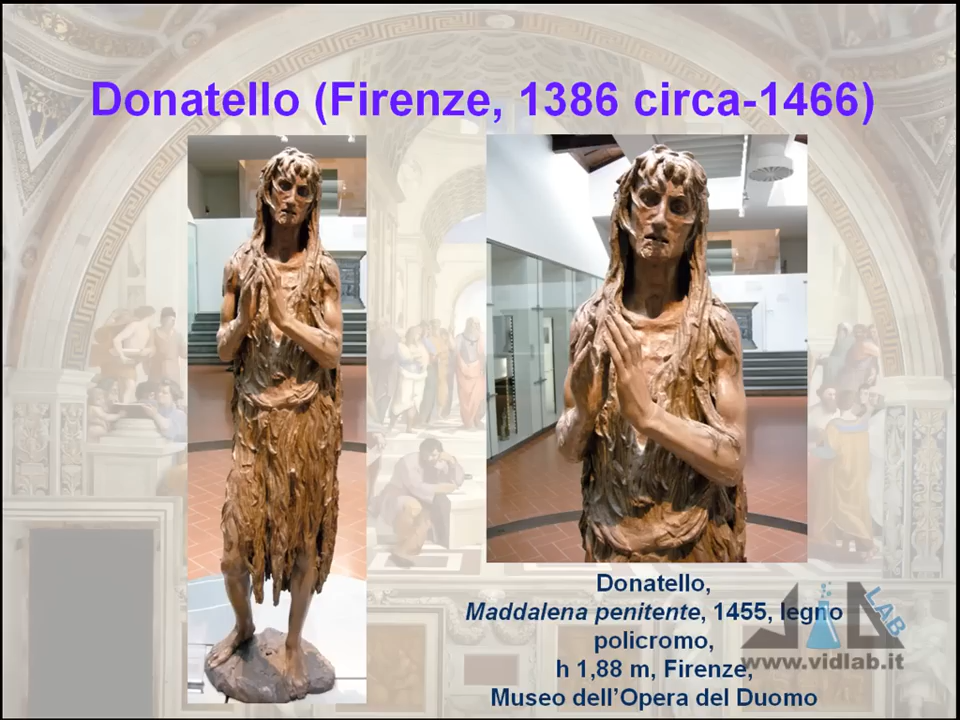 Donatello (Firenze, 1386 circa-1466)
Donatello,
Maddalena penitente, 1455, legno
policromo,
h 1,88 m, Firenze,
Museo dell'Opera del Duomo
LAB
www.vidlab.it